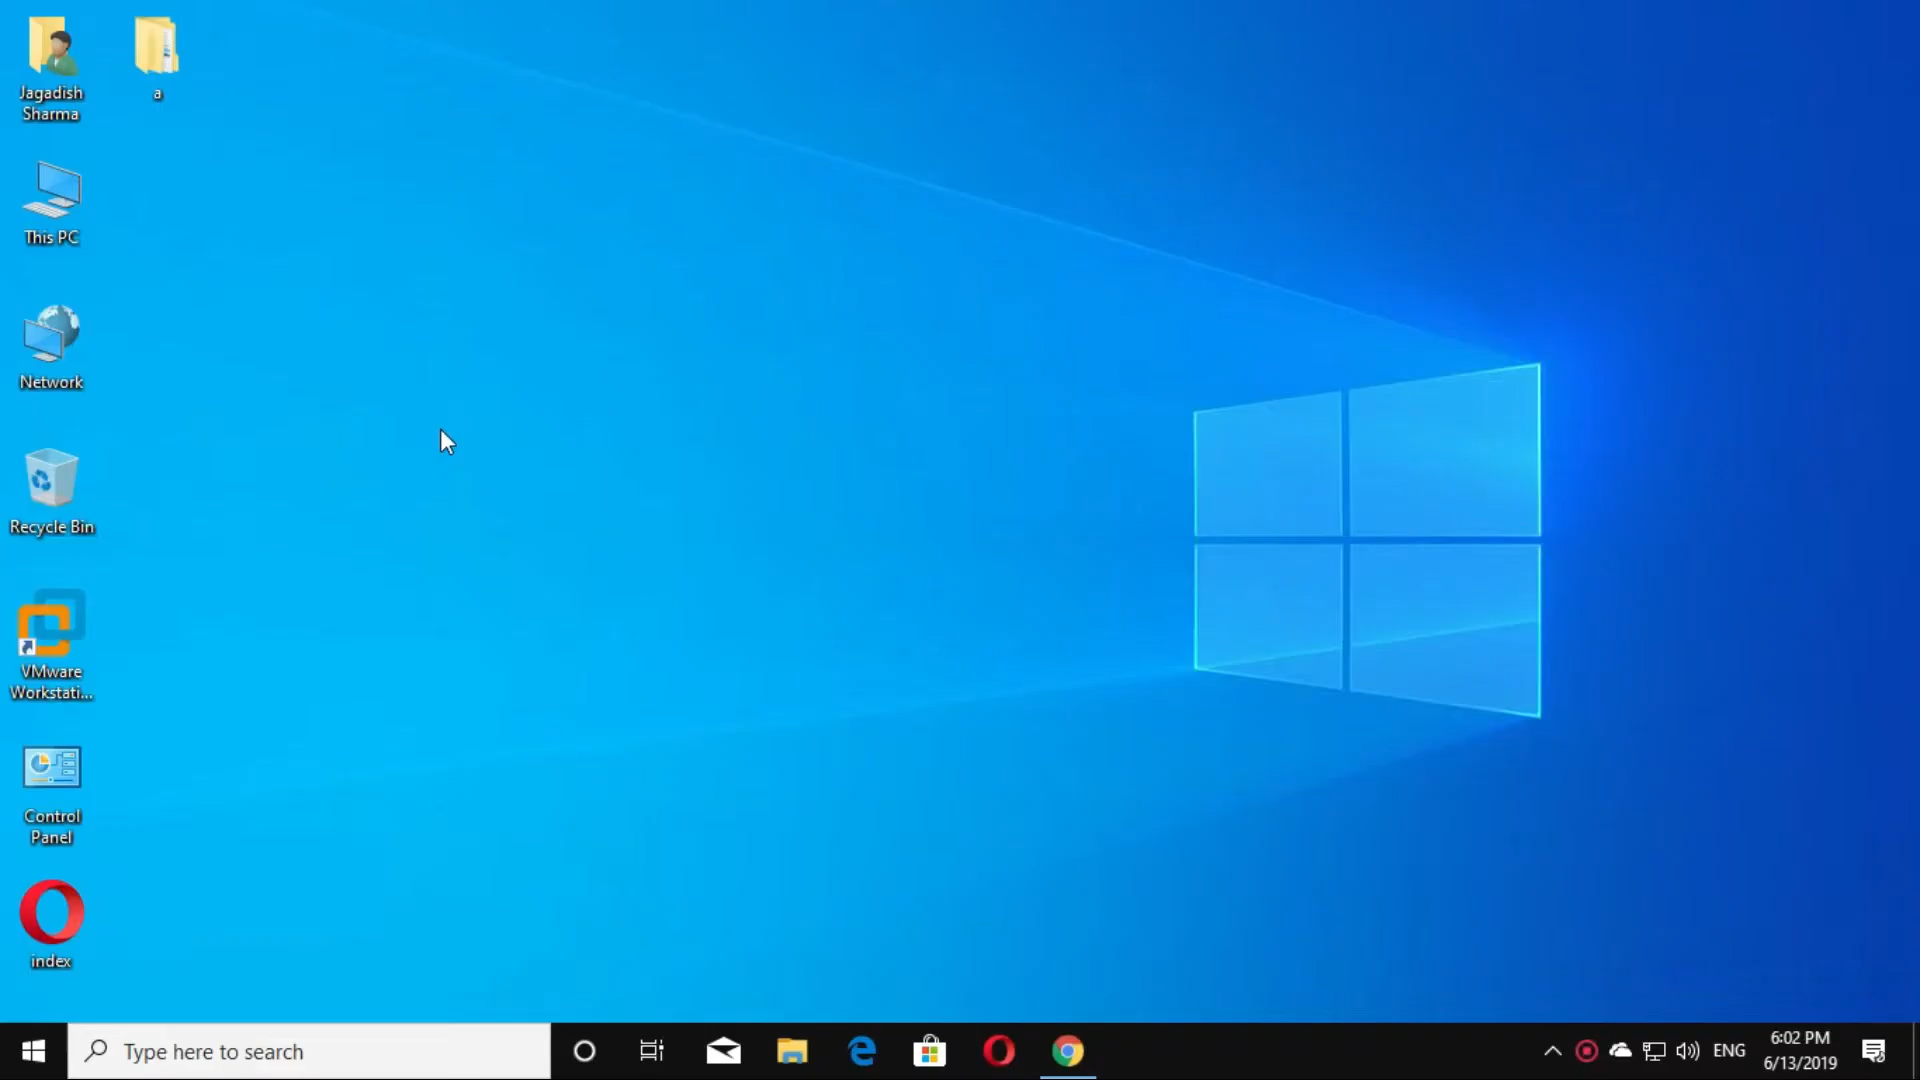 Jagadish
Sharma
a
This PC
Network
Recycle Bin
VMware
Workstati...
Control
Panel
index
Type here to search
ENG
6:02 PM
6/13/2019